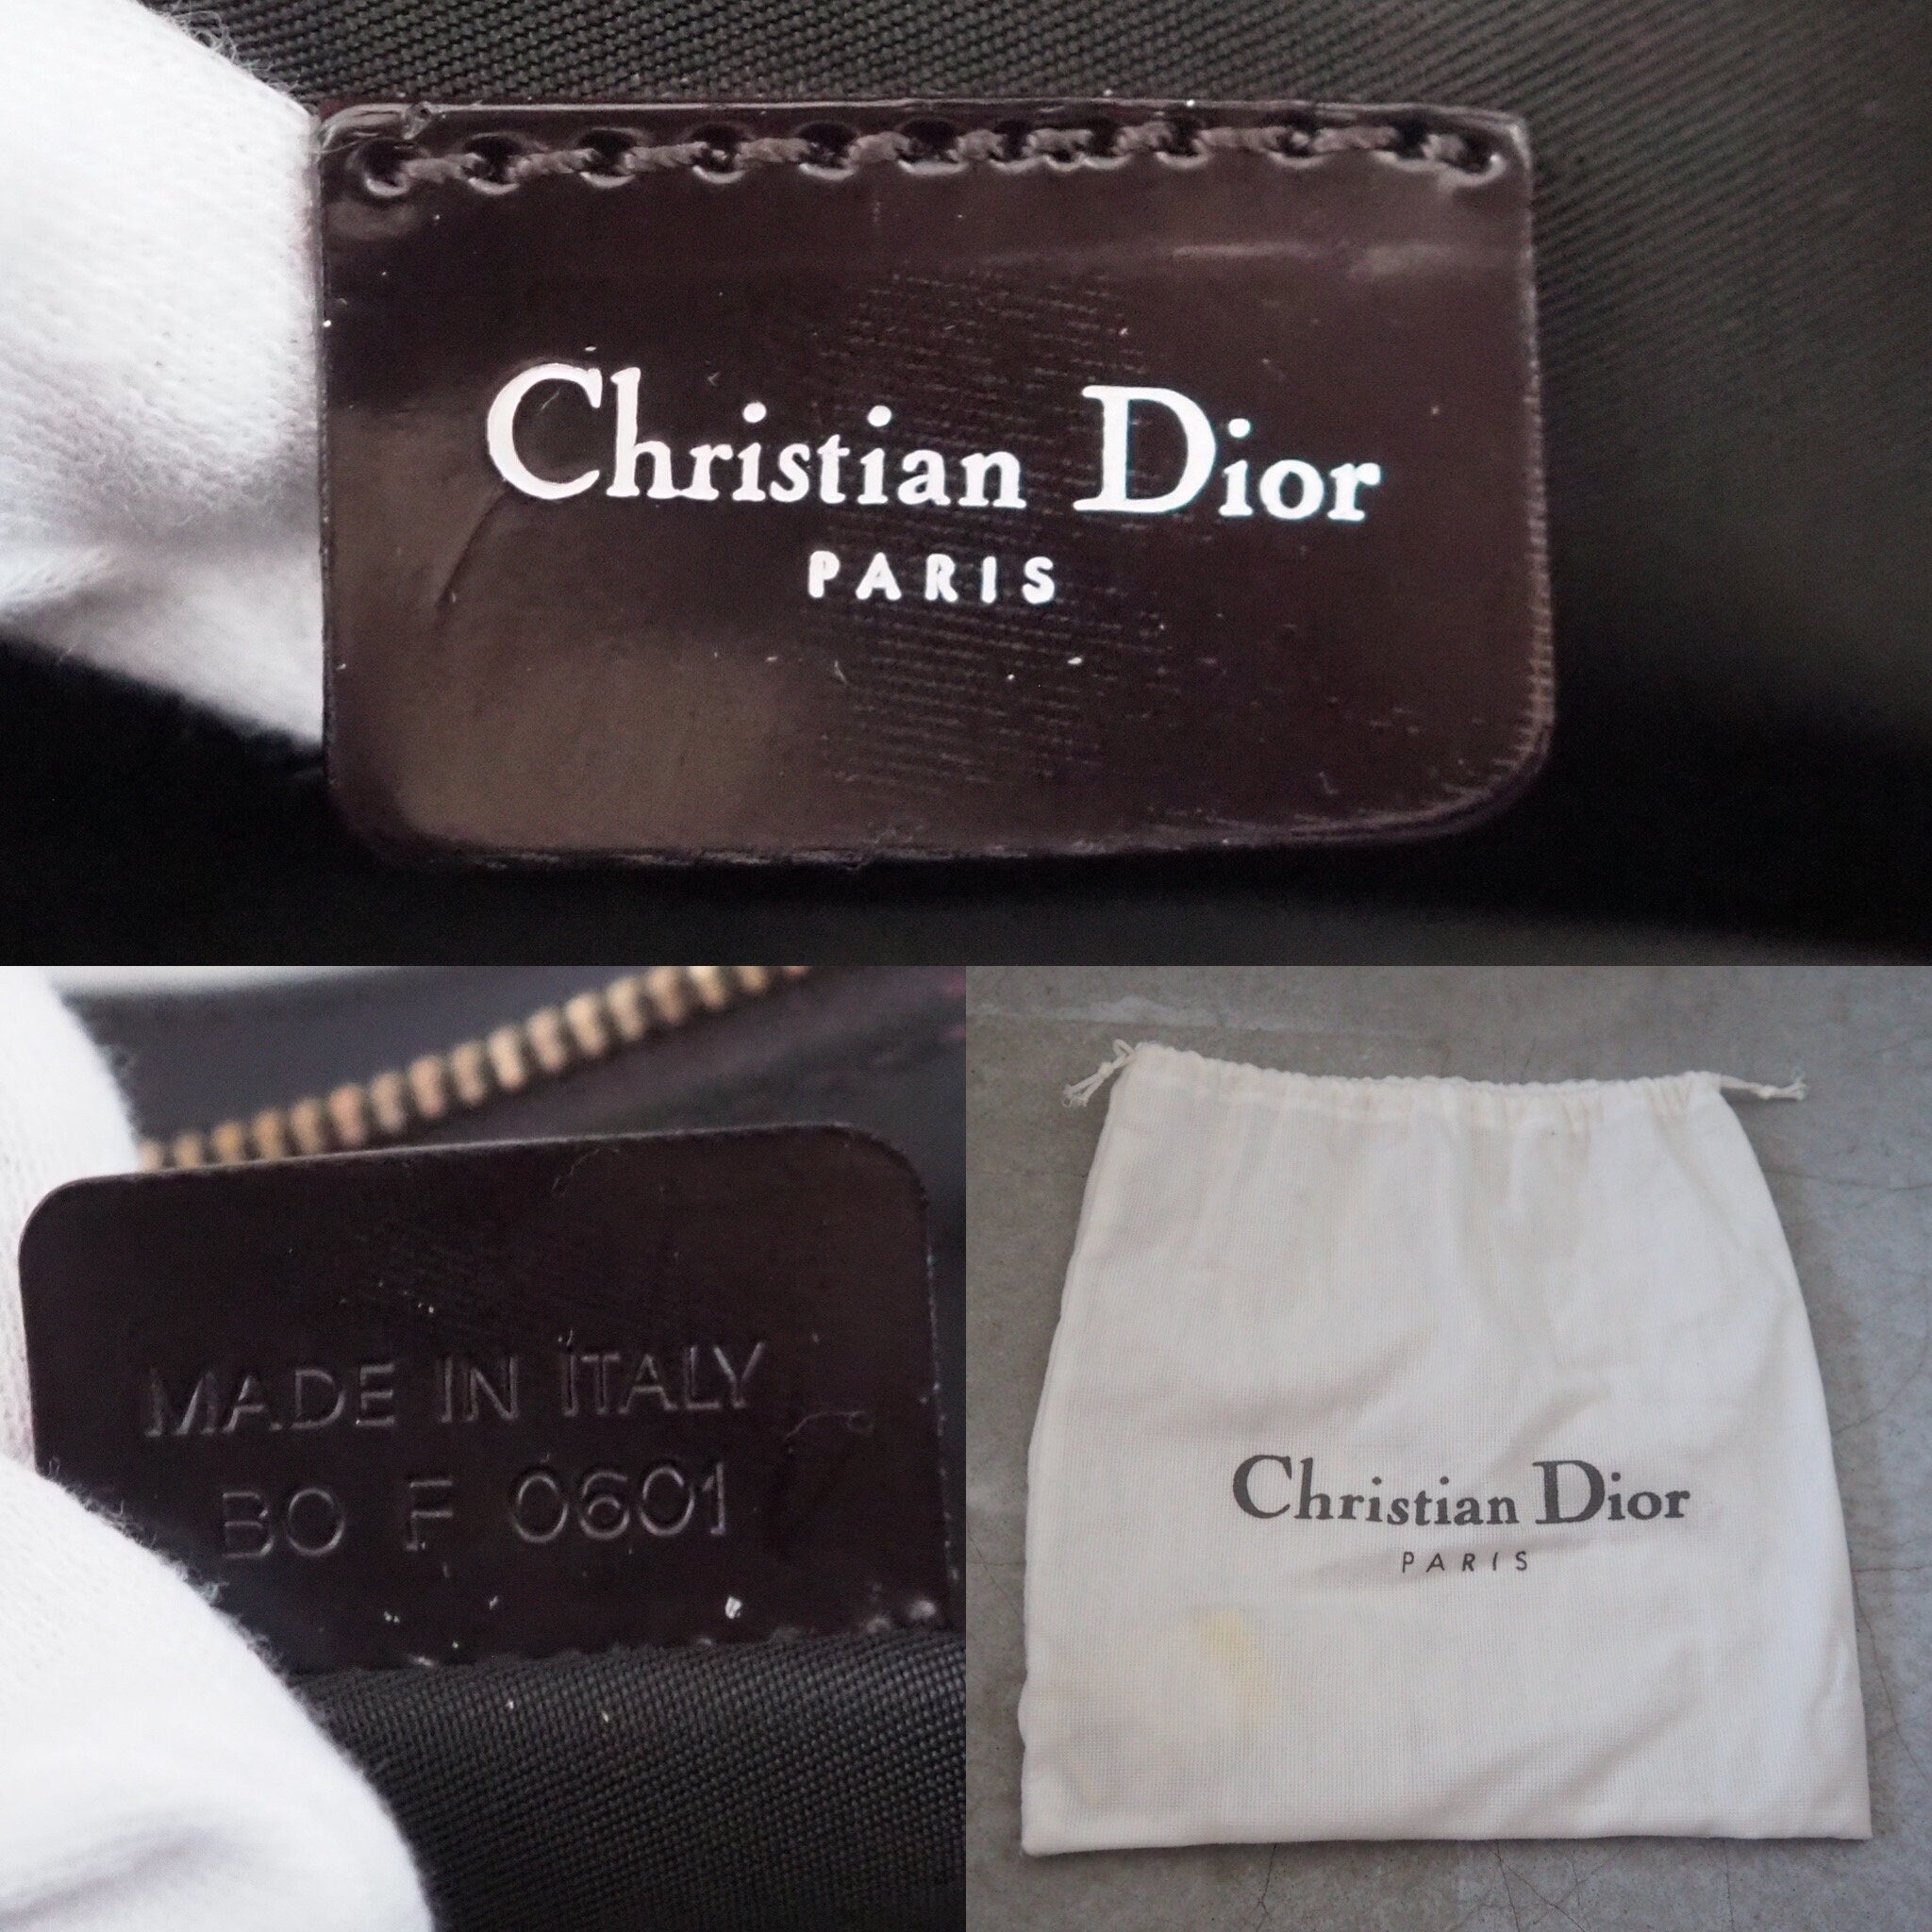 Christian Dior
PARIS
MADE IN ITALY
BO F 0601
Christian Dior
PARIS